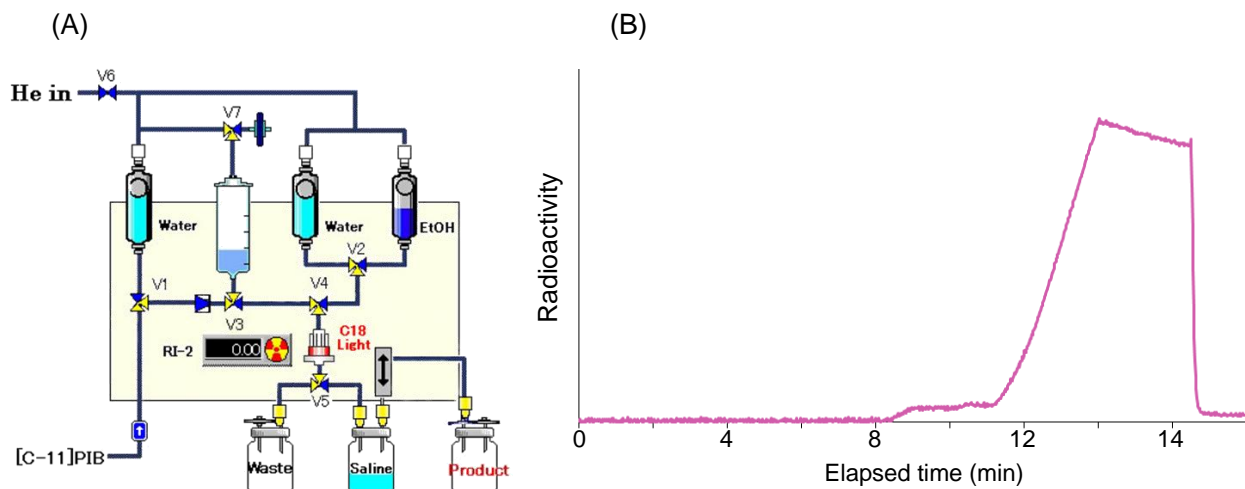 (A)
(B)
V6
He in
V7
Water
Water
EtOH
V2
V1
V4
V3
C18
Light
RI-2
0.00
V5
[C-11]PIB
Waste
Saline
Product
Radioactivity
0
4
8
12
14
Elapsed time (min)